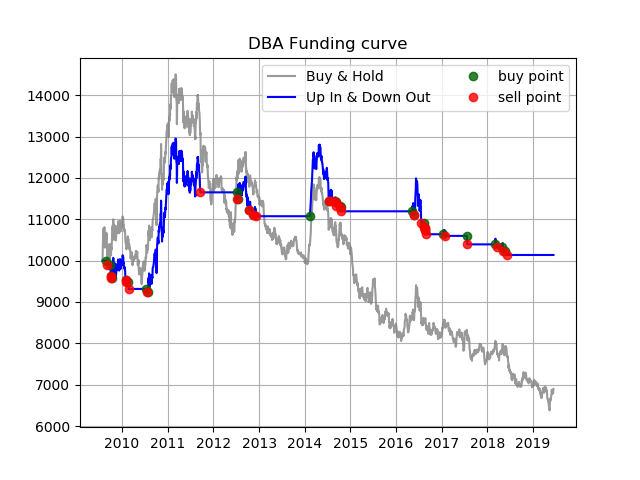 DBA Funding curve
Buy & Hold
Up In & Down Out
buy point
sell point
14000
13000
12000
11000
10000
9000
8000
7000
6000
2010 2011 2012 2013 2014 2015 2016 2017 2018 2019